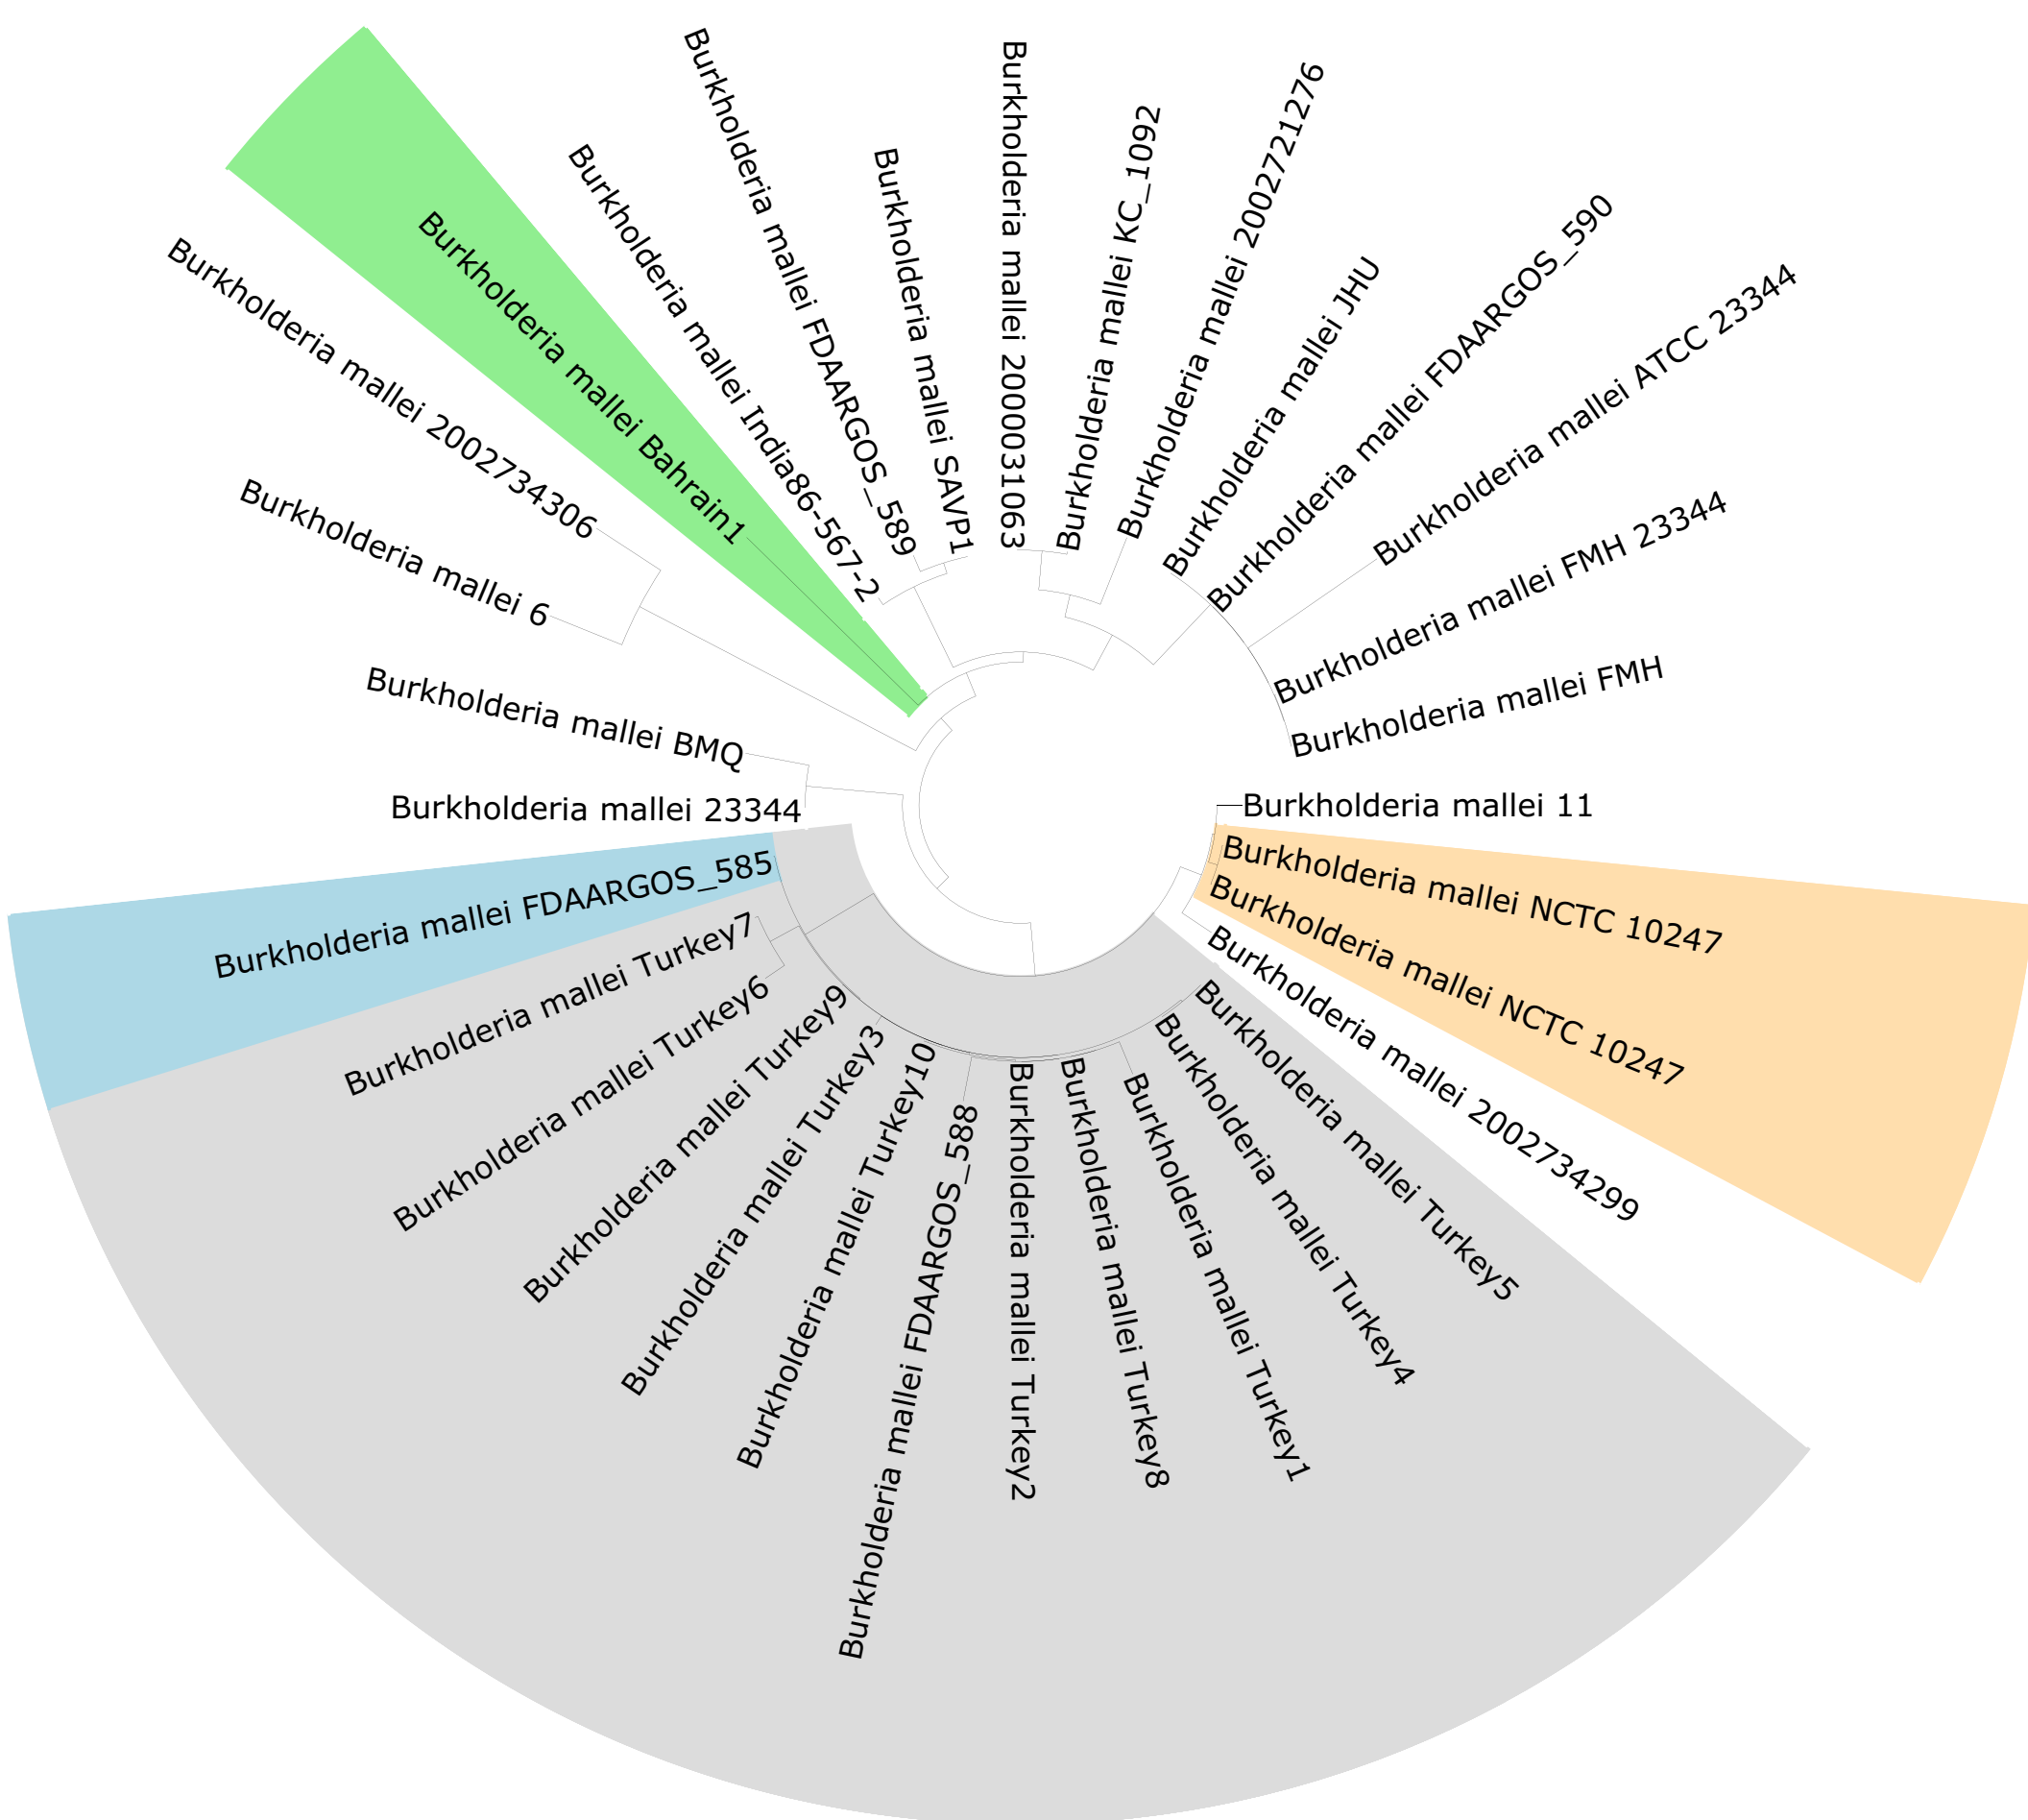 Burkholderia mallei 2000031063
Burkholderia mallei KC_1092
Burkholderia mallei 2002721276
Burkholderia mallei JHU
Burkholderia mallei FDAARGOS_590
Burkholderia mallei ATCC 23344
Burkholderia mallei FMH 23344
Burkholderia mallei FMH
Burkholderia mallei 11
Burkholderia mallei NCTC 10247
Burkholderia mallei NCTC 10247
Burkholderia mallei 2002734299
Burkholderia mallei Turkey5
Burkholderia mallei Turkey4
Burkholderia mallei Turkey1
Burkholderia mallei Turkey8
Burkholderia mallei Turkey2
Burkholderia mallei FDAARGOS_588
Burkholderia mallei Turkey10
Burkholderia mallei Turkey3
Burkholderia mallei Turkey9
Burkholderia mallei Turkey6
Burkholderia mallei Turkey7
Burkholderia mallei FDAARGOS_585
Burkholderia mallei 23344
Burkholderia mallei BMQ
Burkholderia mallei 6
Burkholderia mallei 2002734306
Burkholderia mallei Bahrain1
Burkholderia mallei India86-567-2
Burkholderia mallei FDAARGOS_589
Burkholderia mallei SAVP1